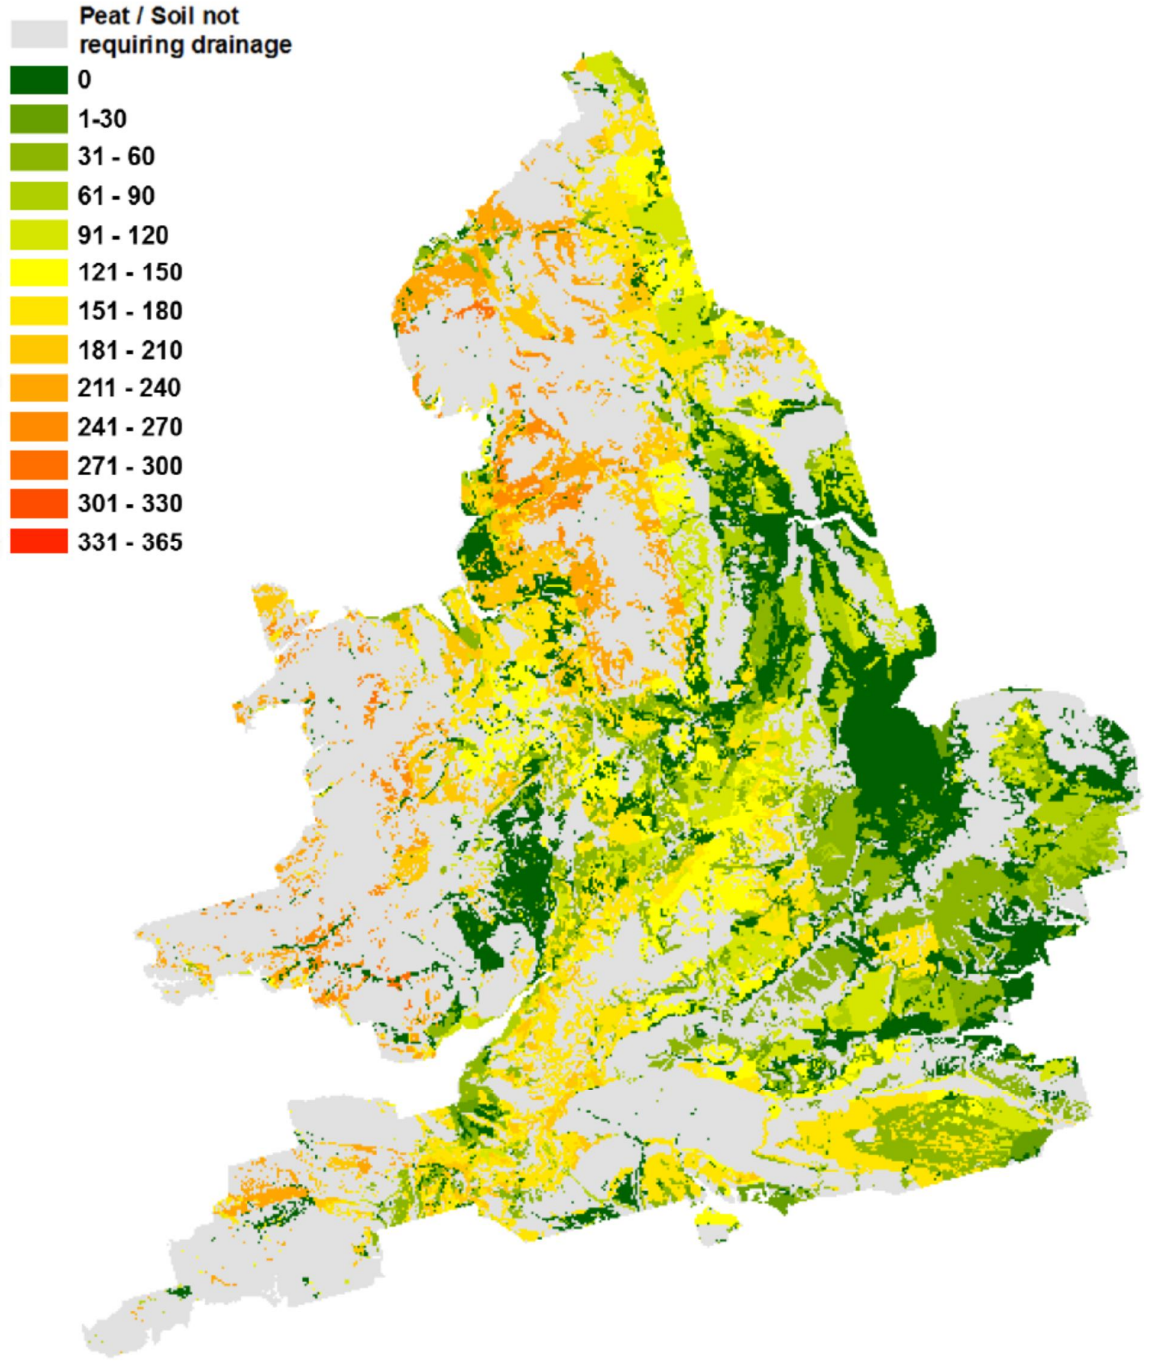 Peat / Soil not
requiring drainage
0
1-30
31 - 60
61 - 90
91 - 120
121 - 150
151 - 180
181 - 210
211 - 240
241 - 270
271 - 300
301 - 330
331 - 365